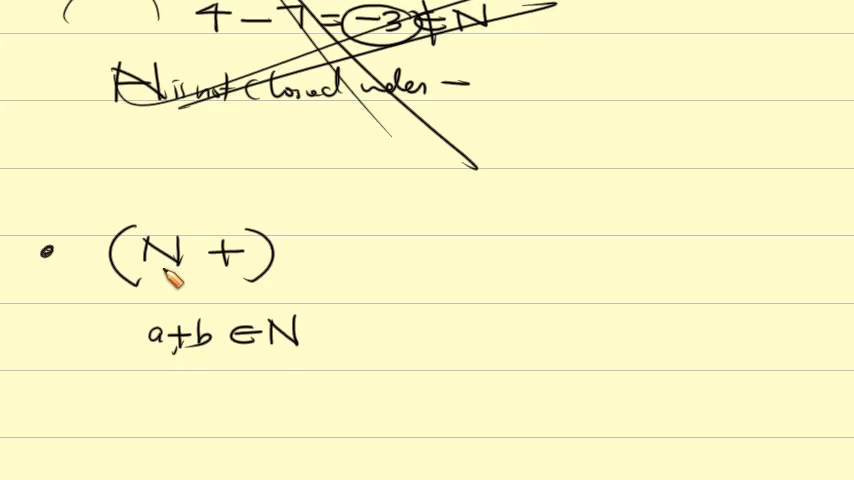 ( ) 4 - 7 = -3 ∉ N
N is not closed under -
• (N +)
a+b ∈ N